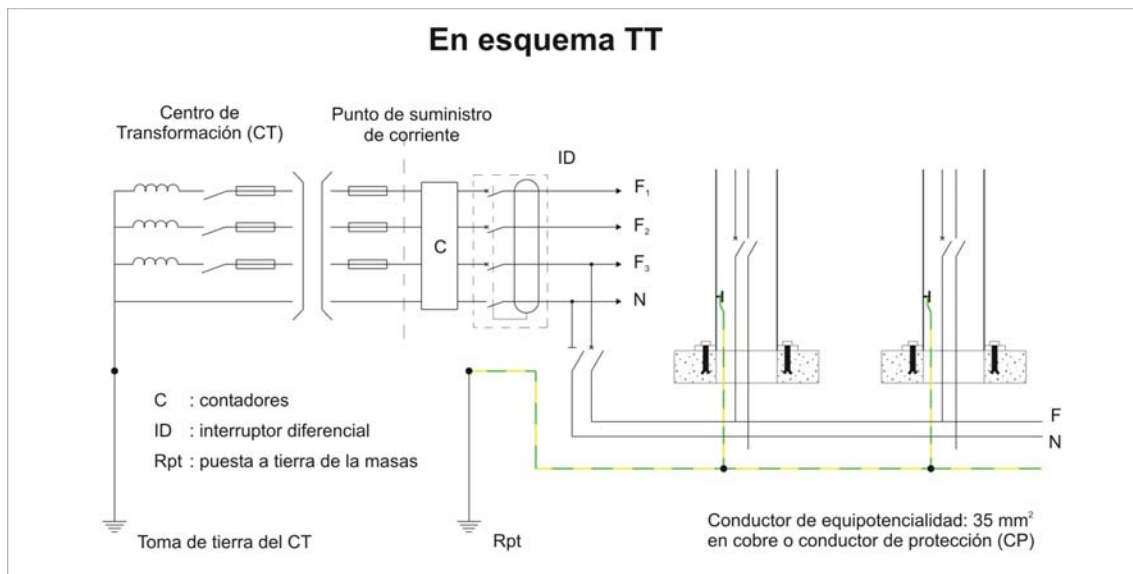 En esquema TT
Centro de
Transformación (CT)
Punto de suministro
de corriente
ID
F₁
F₂
F₃
N
C
C : contadores
ID : interruptor diferencial
Rpt : puesta a tierra de la masas
F
N
Toma de tierra del CT
Rpt
Conductor de equipotencialidad: 35 mm²
en cobre o conductor de protección (CP)